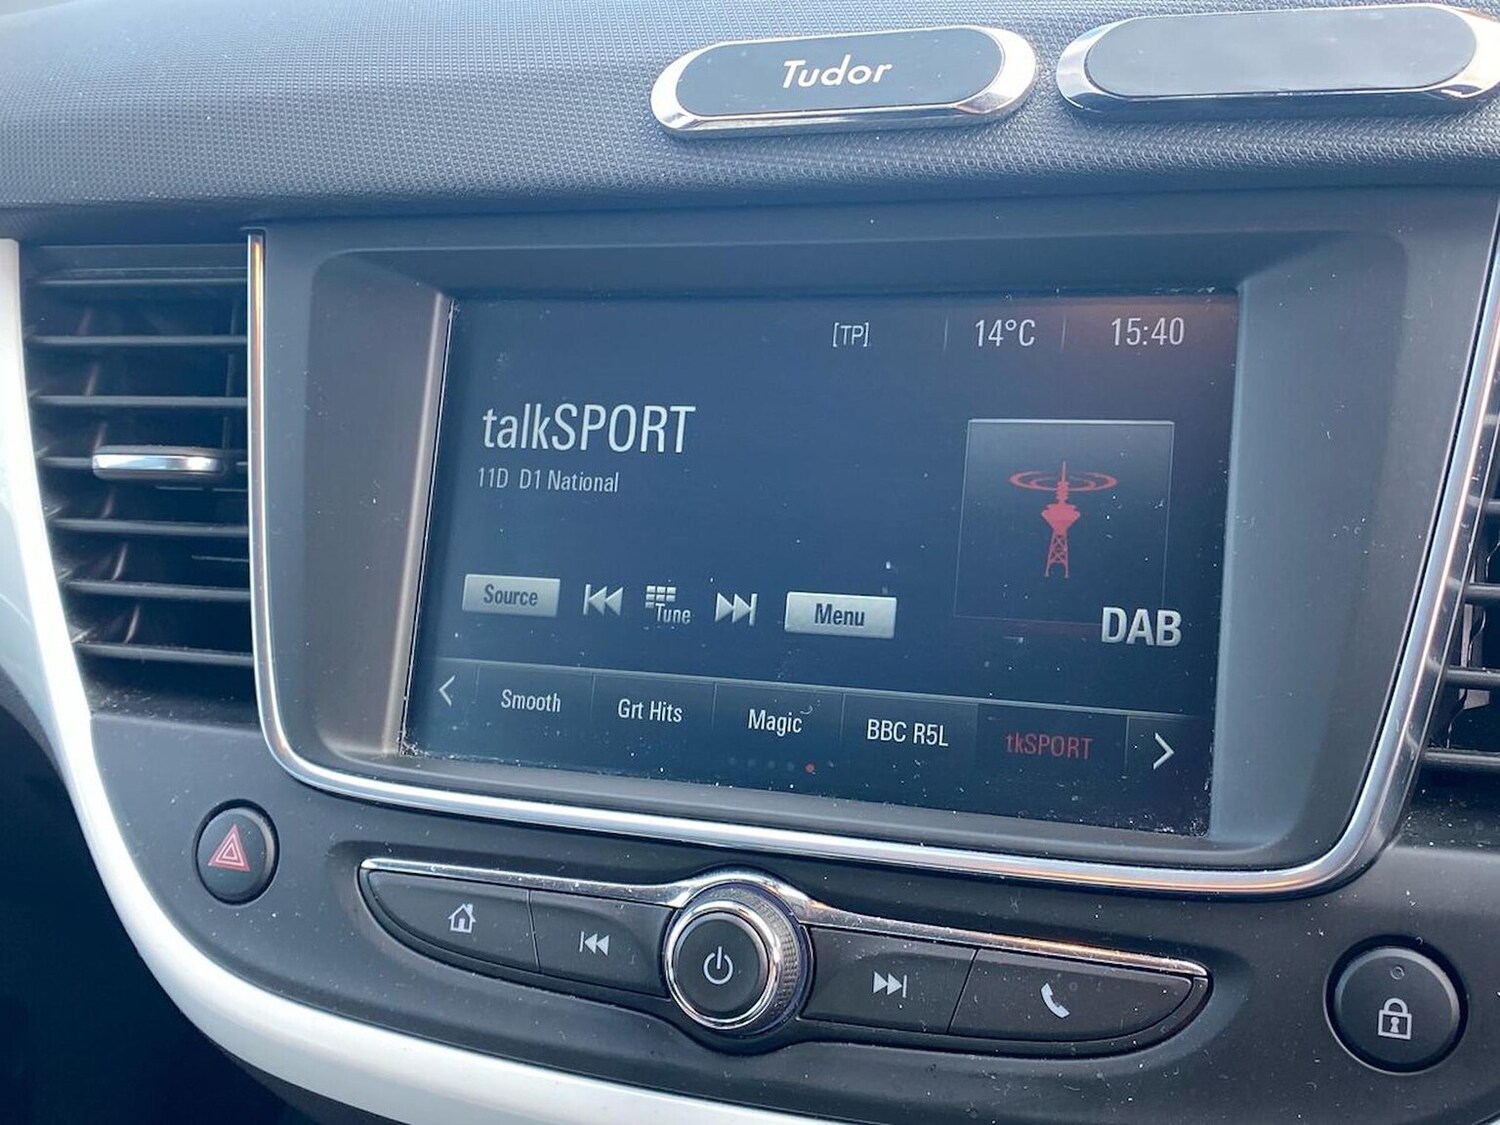 Tudor
[TP] 14°C 15:40
talkSPORT
11D D1 National
Source Tune Menu
DAB
Smooth Grt Hits Magic BBC R5L tkSPORT